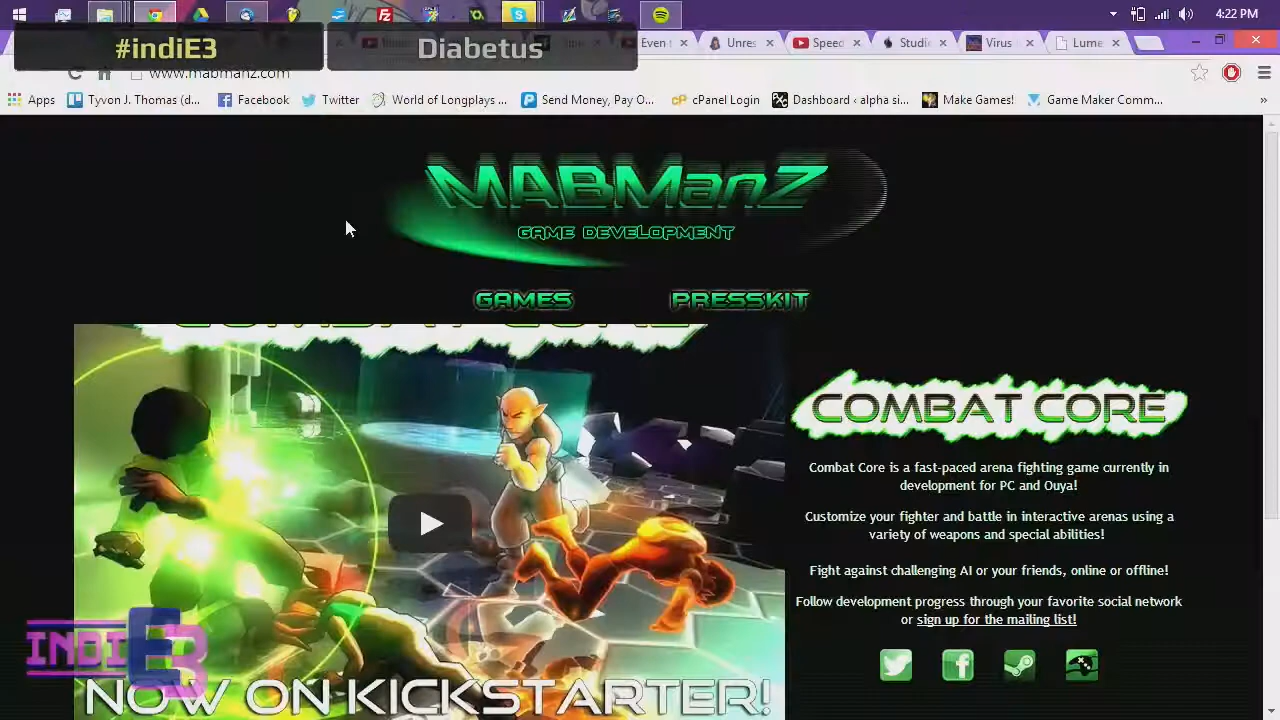 4:22 PM
#indiE3
Diabetus
Even t
Unres
Speed
Studi
Virus
Lume
www.mabmanz.com
Apps
Tyvon J. Thomas (d...
Facebook
Twitter
World of Longplays ...
Send Money, Pay O...
cPanel Login
Dashboard ‹ alpha si...
Make Games!
Game Maker Comm...
»
MABManZ
GAME DEVELOPMENT
GAMES
PRESSKIT
COMBAT CORE
COMBAT CORE
Combat Core is a fast-paced arena fighting game currently in
development for PC and Ouya!
Customize your fighter and battle in interactive arenas using a
variety of weapons and special abilities!
Fight against challenging AI or your friends, online or offline!
Follow development progress through your favorite social network
or sign up for the mailing list!
INDIE3
NOW ON KICKSTARTER!